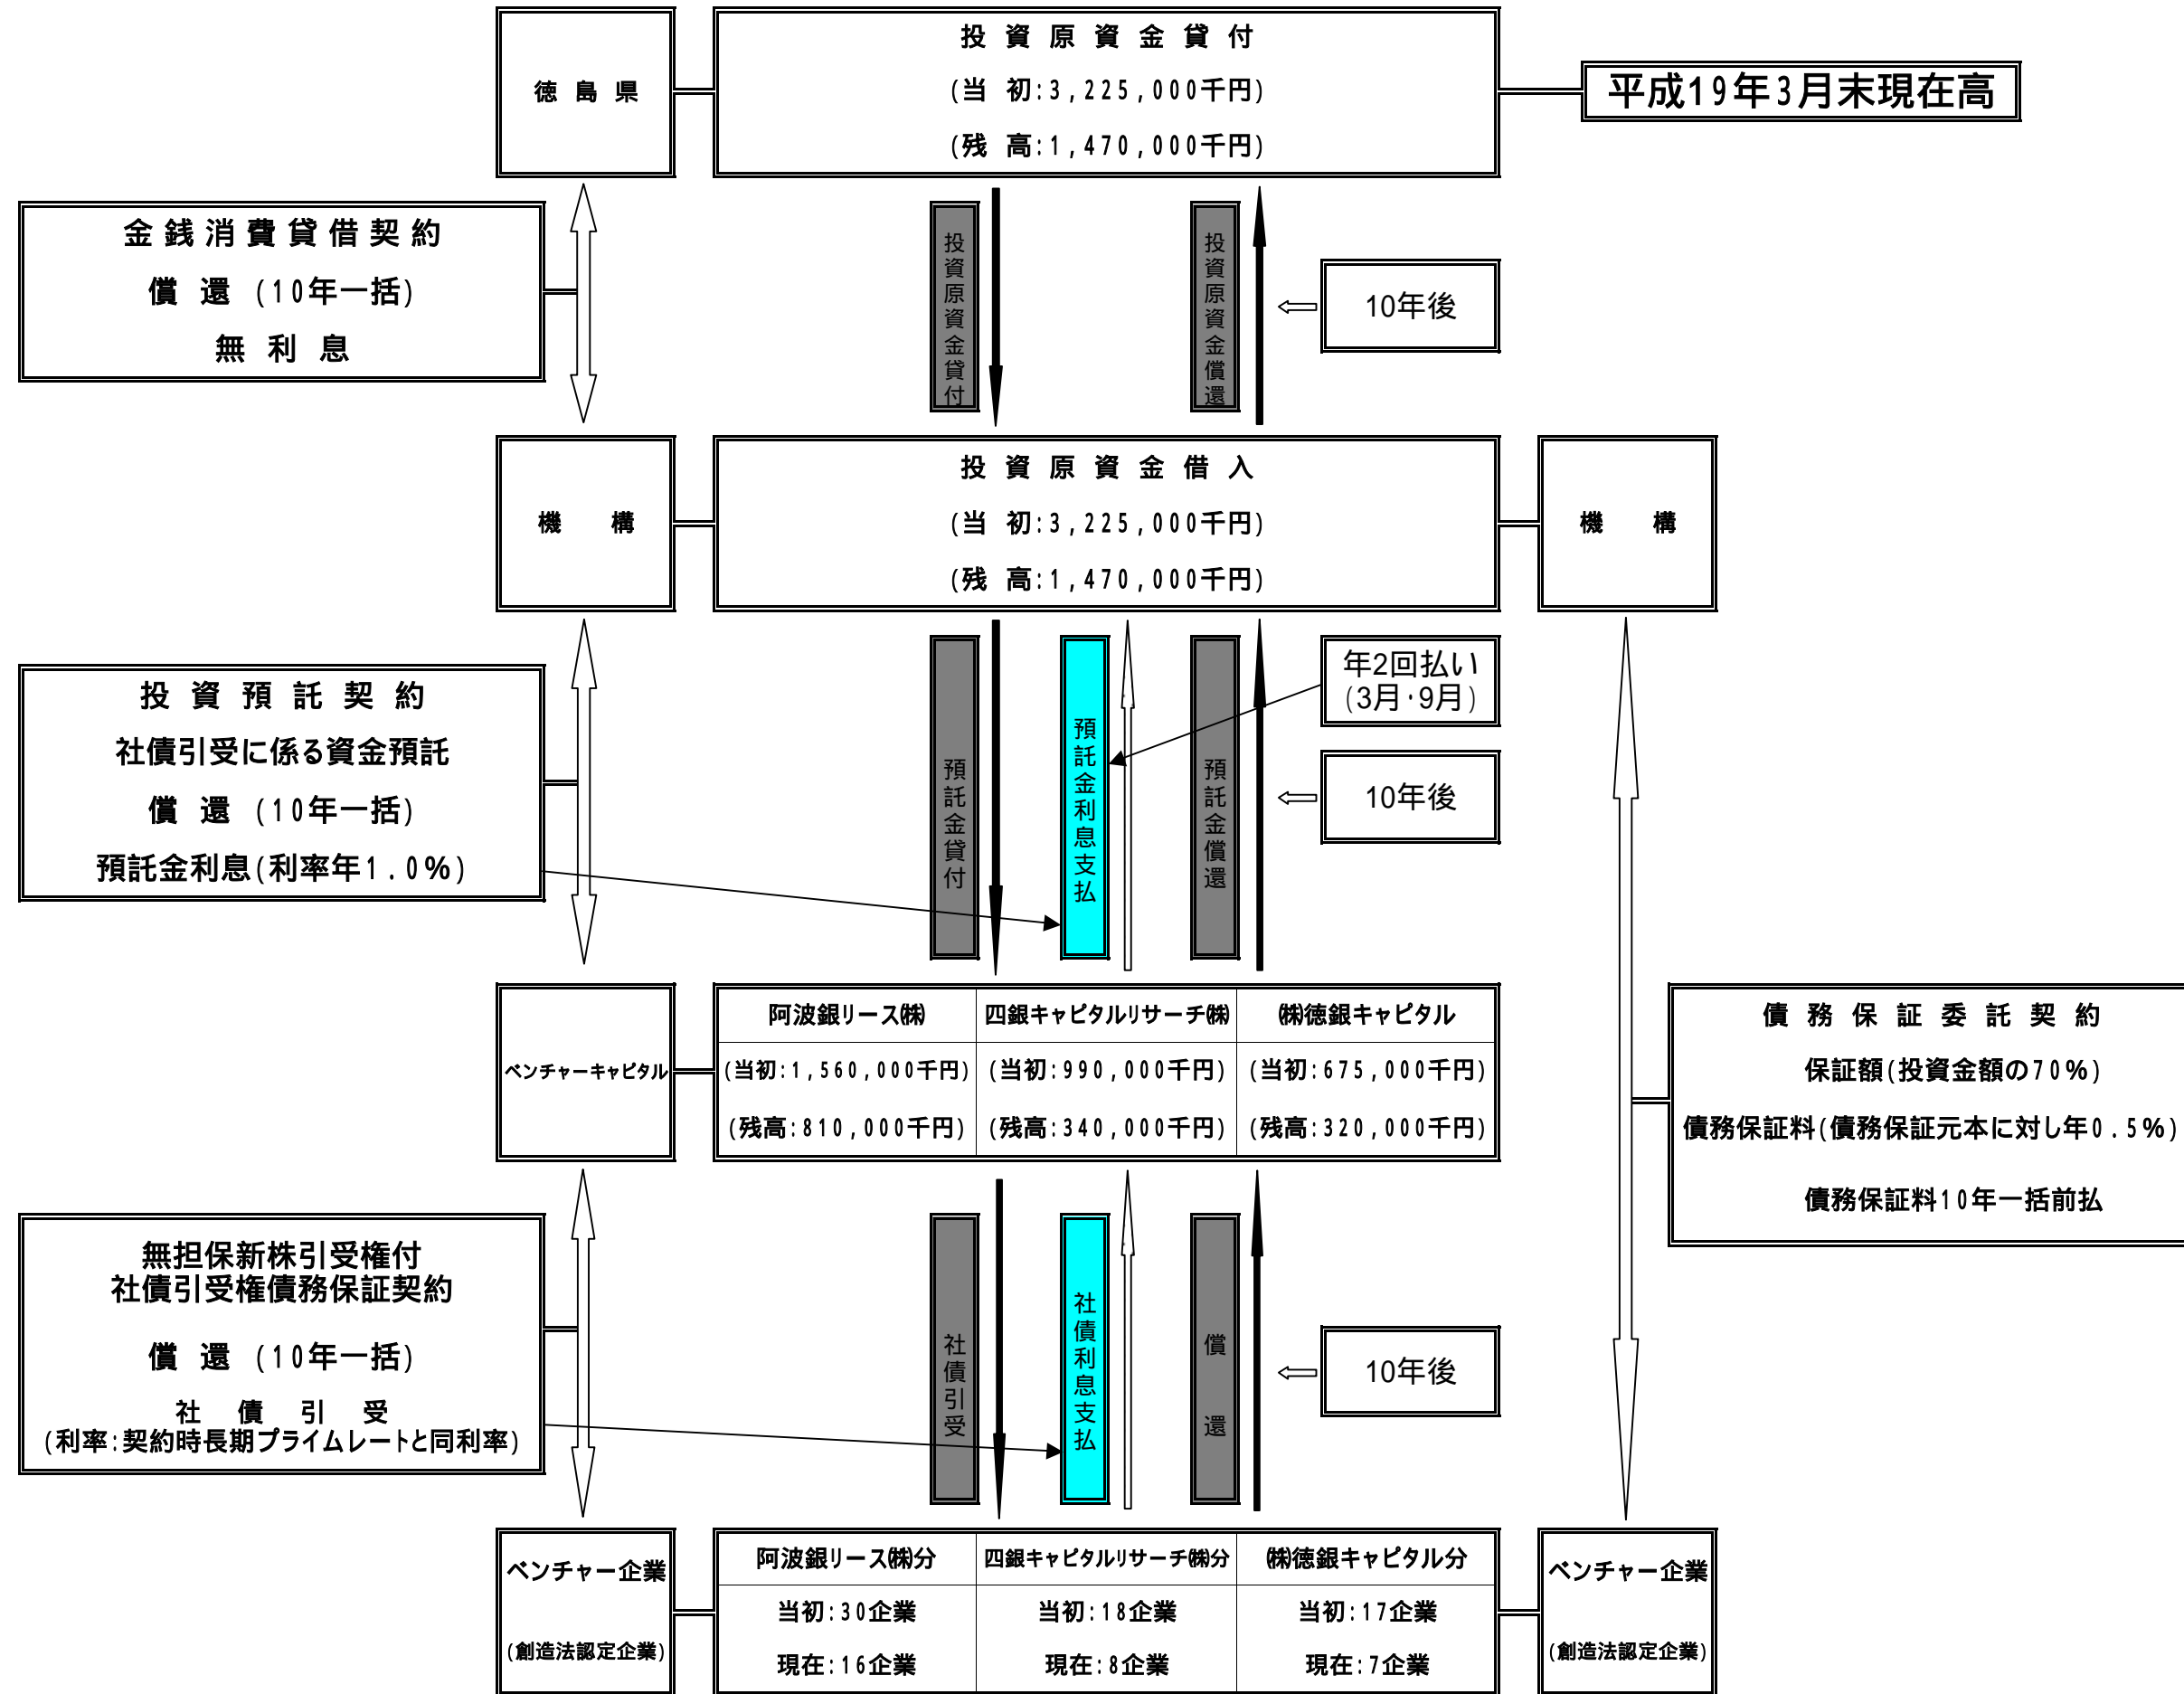 徳島県
投資原資金貸付
(当 初:3,225,000千円)
(残 高:1,470,000千円)
平成19年3月末現在高
金銭消費貸借契約
償 還 (10年一括)
無 利 息
投資原資金貸付
投資原資金償還
10年後
機 構
投資原資金借入
(当 初:3,225,000千円)
(残 高:1,470,000千円)
機 構
投資預託契約
社債引受に係る資金預託
償 還 (10年一括)
預託金利息(利率年1.0%)
預託金貸付
預託金利息支払
預託金償還
年2回払い
(3月・9月)
10年後
ベンチャーキャピタル
阿波銀リース㈱
四銀キャピタルリサーチ㈱
㈱徳銀キャピタル
(当初:1,560,000千円)
(当初:990,000千円)
(当初:675,000千円)
(残高:810,000千円)
(残高:340,000千円)
(残高:320,000千円)
債務保証委託契約
保証額(投資金額の70%)
債務保証料(債務保証元本に対し年0.5%)
債務保証料10年一括前払
無担保新株引受権付
社債引受権債務保証契約
償 還 (10年一括)
社 債 引 受
(利率:契約時長期プライムレートと同利率)
社債引受
社債利息支払
償 還
10年後
ベンチャー企業
(創造法認定企業)
阿波銀リース㈱分
四銀キャピタルリサーチ㈱分
㈱徳銀キャピタル分
当初:30企業
当初:18企業
当初:17企業
現在:16企業
現在:8企業
現在:7企業
ベンチャー企業
(創造法認定企業)